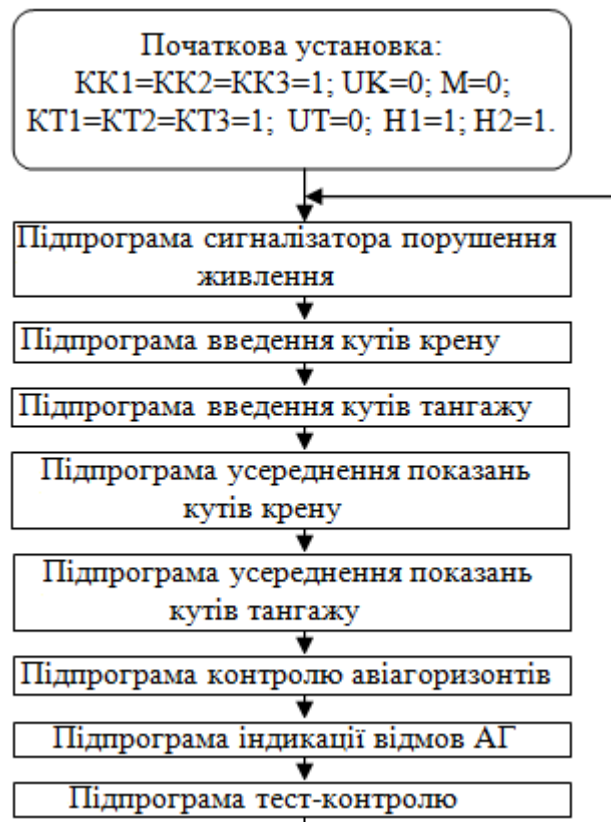 Початкова установка:
КК1=КК2=КК3=1; UK=0; M=0;
КТ1=КТ2=КТ3=1; UT=0; Н1=1; Н2=1.
Підпрограма сигналізатора порушення
живлення
Підпрограма введення кутів крену
Підпрограма введення кутів тангажу
Підпрограма усереднення показань
кутів крену
Підпрограма усереднення показань
кутів тангажу
Підпрограма контролю авіагоризонтів
Підпрограма індикації відмов АГ
Підпрограма тест-контролю